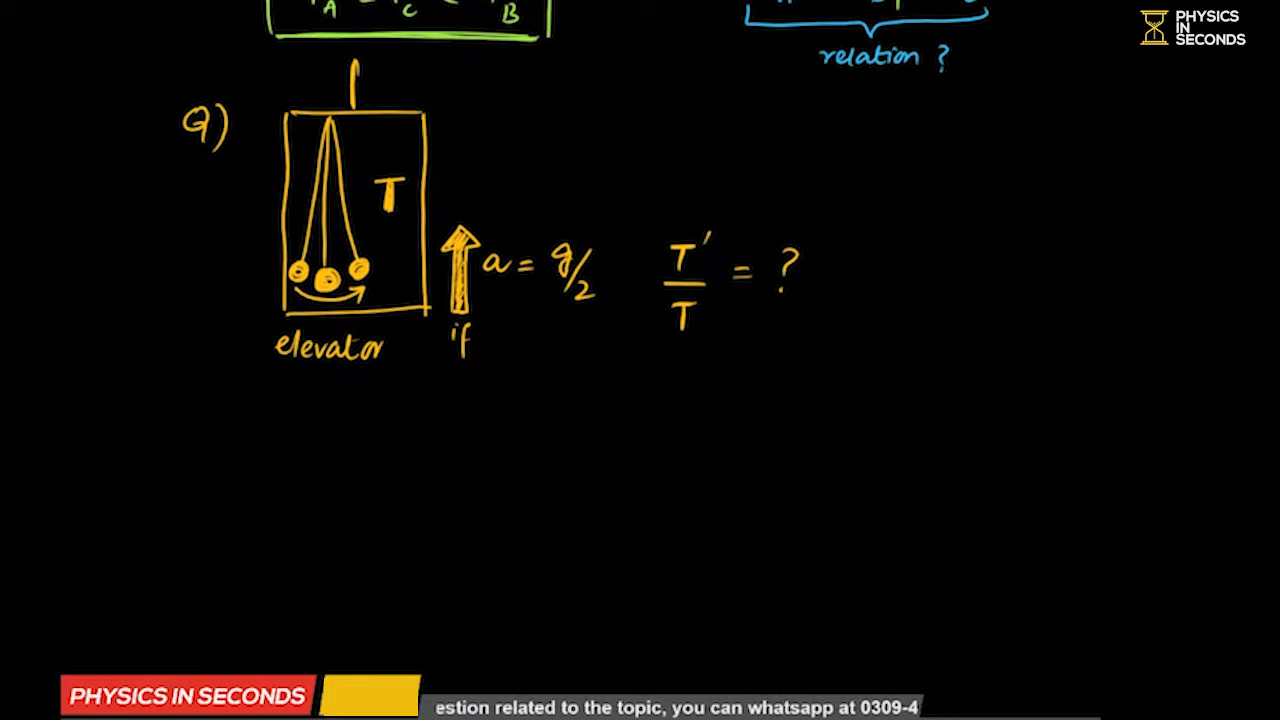 A C B
relation ?
PHYSICS
IN
SECONDS
Q)
T
a = g/2
T'/T = ?
if
elevator
PHYSICS IN SECONDS
estion related to the topic, you can whatsapp at 0309-4